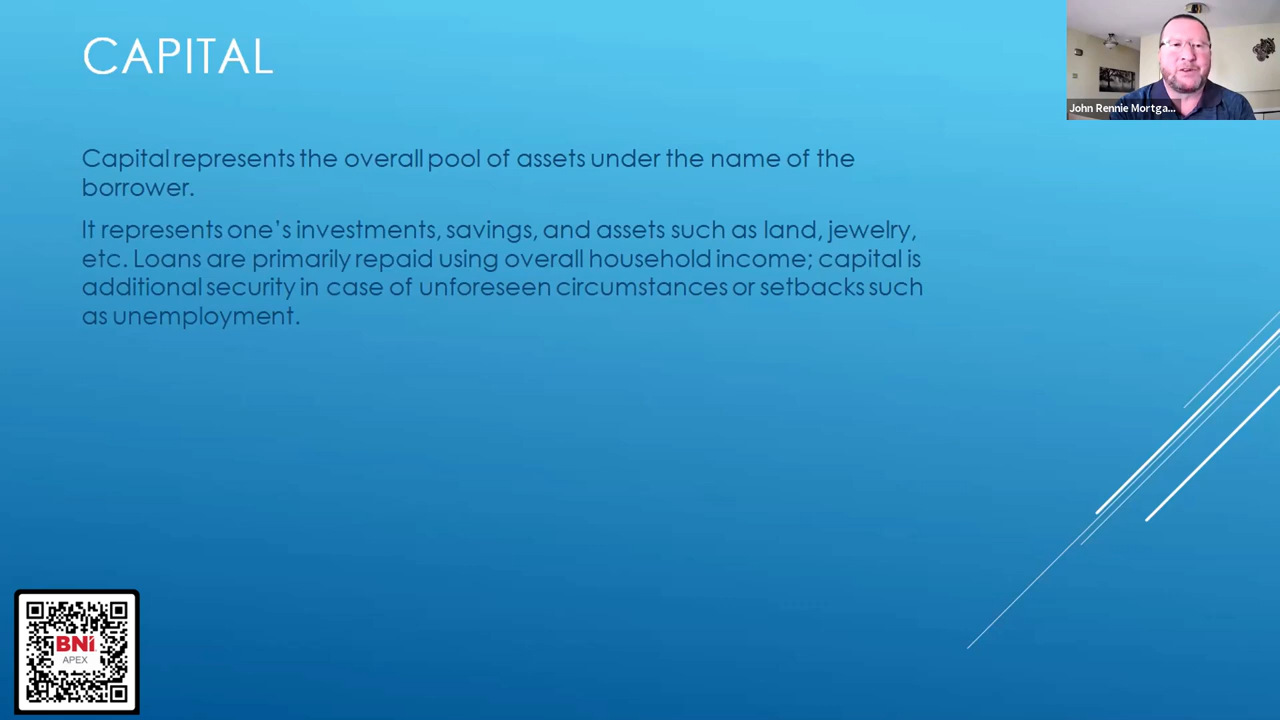 CAPITAL
John Rennie Mortga...
Capital represents the overall pool of assets under the name of the
borrower.
It represents one’s investments, savings, and assets such as land, jewelry,
etc. Loans are primarily repaid using overall household income; capital is
additional security in case of unforeseen circumstances or setbacks such
as unemployment.
BNI
APEX